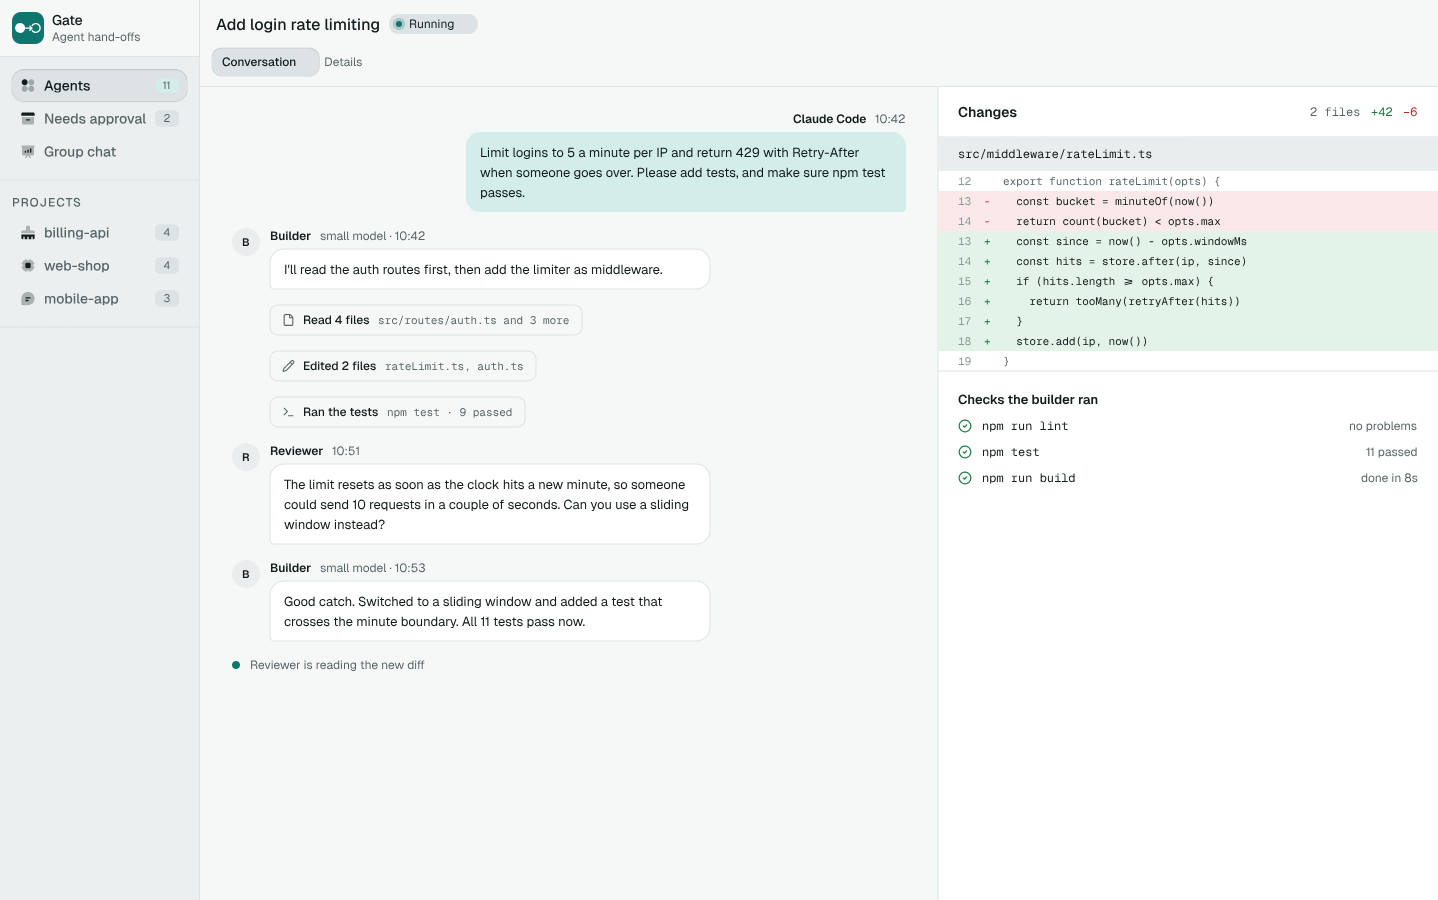 Gate
Agent hand-offs
Agents 11
Needs approval 2
Group chat
PROJECTS
billing-api 4
web-shop 4
mobile-app 3
Add login rate limiting Running
Conversation Details
Claude Code 10:42
Limit logins to 5 a minute per IP and return 429 with Retry-After
when someone goes over. Please add tests, and make sure npm test
passes.
B Builder small model · 10:42
I'll read the auth routes first, then add the limiter as middleware.
Read 4 files src/routes/auth.ts and 3 more
Edited 2 files rateLimit.ts, auth.ts
Ran the tests npm test · 9 passed
R Reviewer 10:51
The limit resets as soon as the clock hits a new minute, so someone
could send 10 requests in a couple of seconds. Can you use a sliding
window instead?
B Builder small model · 10:53
Good catch. Switched to a sliding window and added a test that
crosses the minute boundary. All 11 tests pass now.
Reviewer is reading the new diff
Changes 2 files +42 −6
src/middleware/rateLimit.ts
12 export function rateLimit(opts) {
13 - const bucket = minuteOf(now())
14 - return count(bucket) < opts.max
13 + const since = now() - opts.windowMs
14 + const hits = store.after(ip, since)
15 + if (hits.length >= opts.max) {
16 + return tooMany(retryAfter(hits))
17 + }
18 + store.add(ip, now())
19 }
Checks the builder ran
npm run lint no problems
npm test 11 passed
npm run build done in 8s